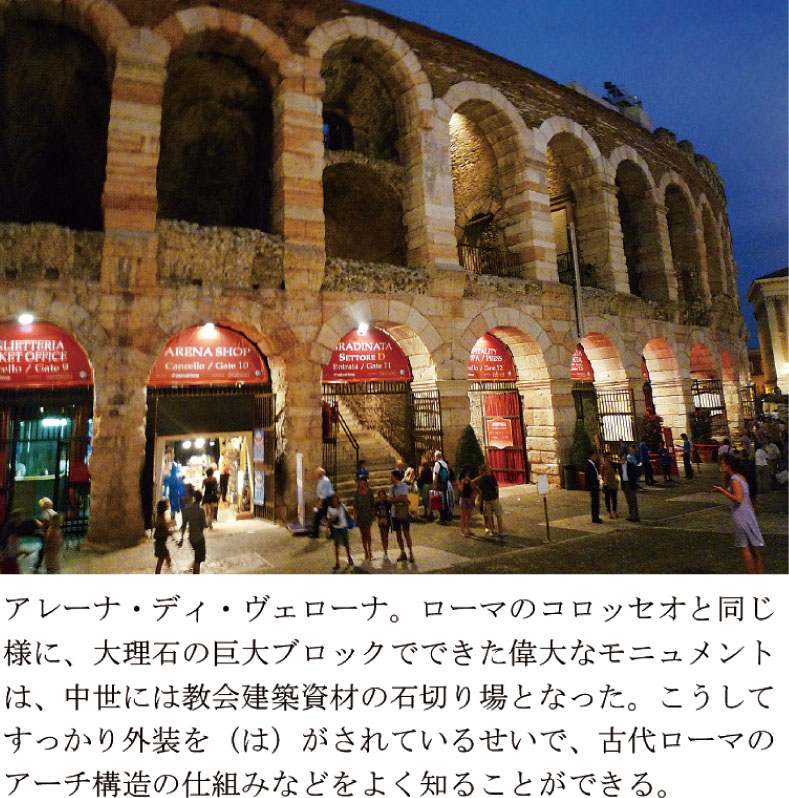 GLIETTERIA
KET OFFICE
ncello / Gate 9
ARENA SHOP
Cancello / Gate 10
GRADINATA
SETTORE D
Entrata / Gate 11
PITALITY
Gate 12
アレーナ・ディ・ヴェローナ。ローマのコロッセオと同じ
様に、大理石の巨大ブロックでできた偉大なモニュメント
は、中世には教会建築資材の石切り場となった。こうして
すっかり外装を（は）がされているせいで、古代ローマの
アーチ構造の仕組みなどをよく知ることができる。